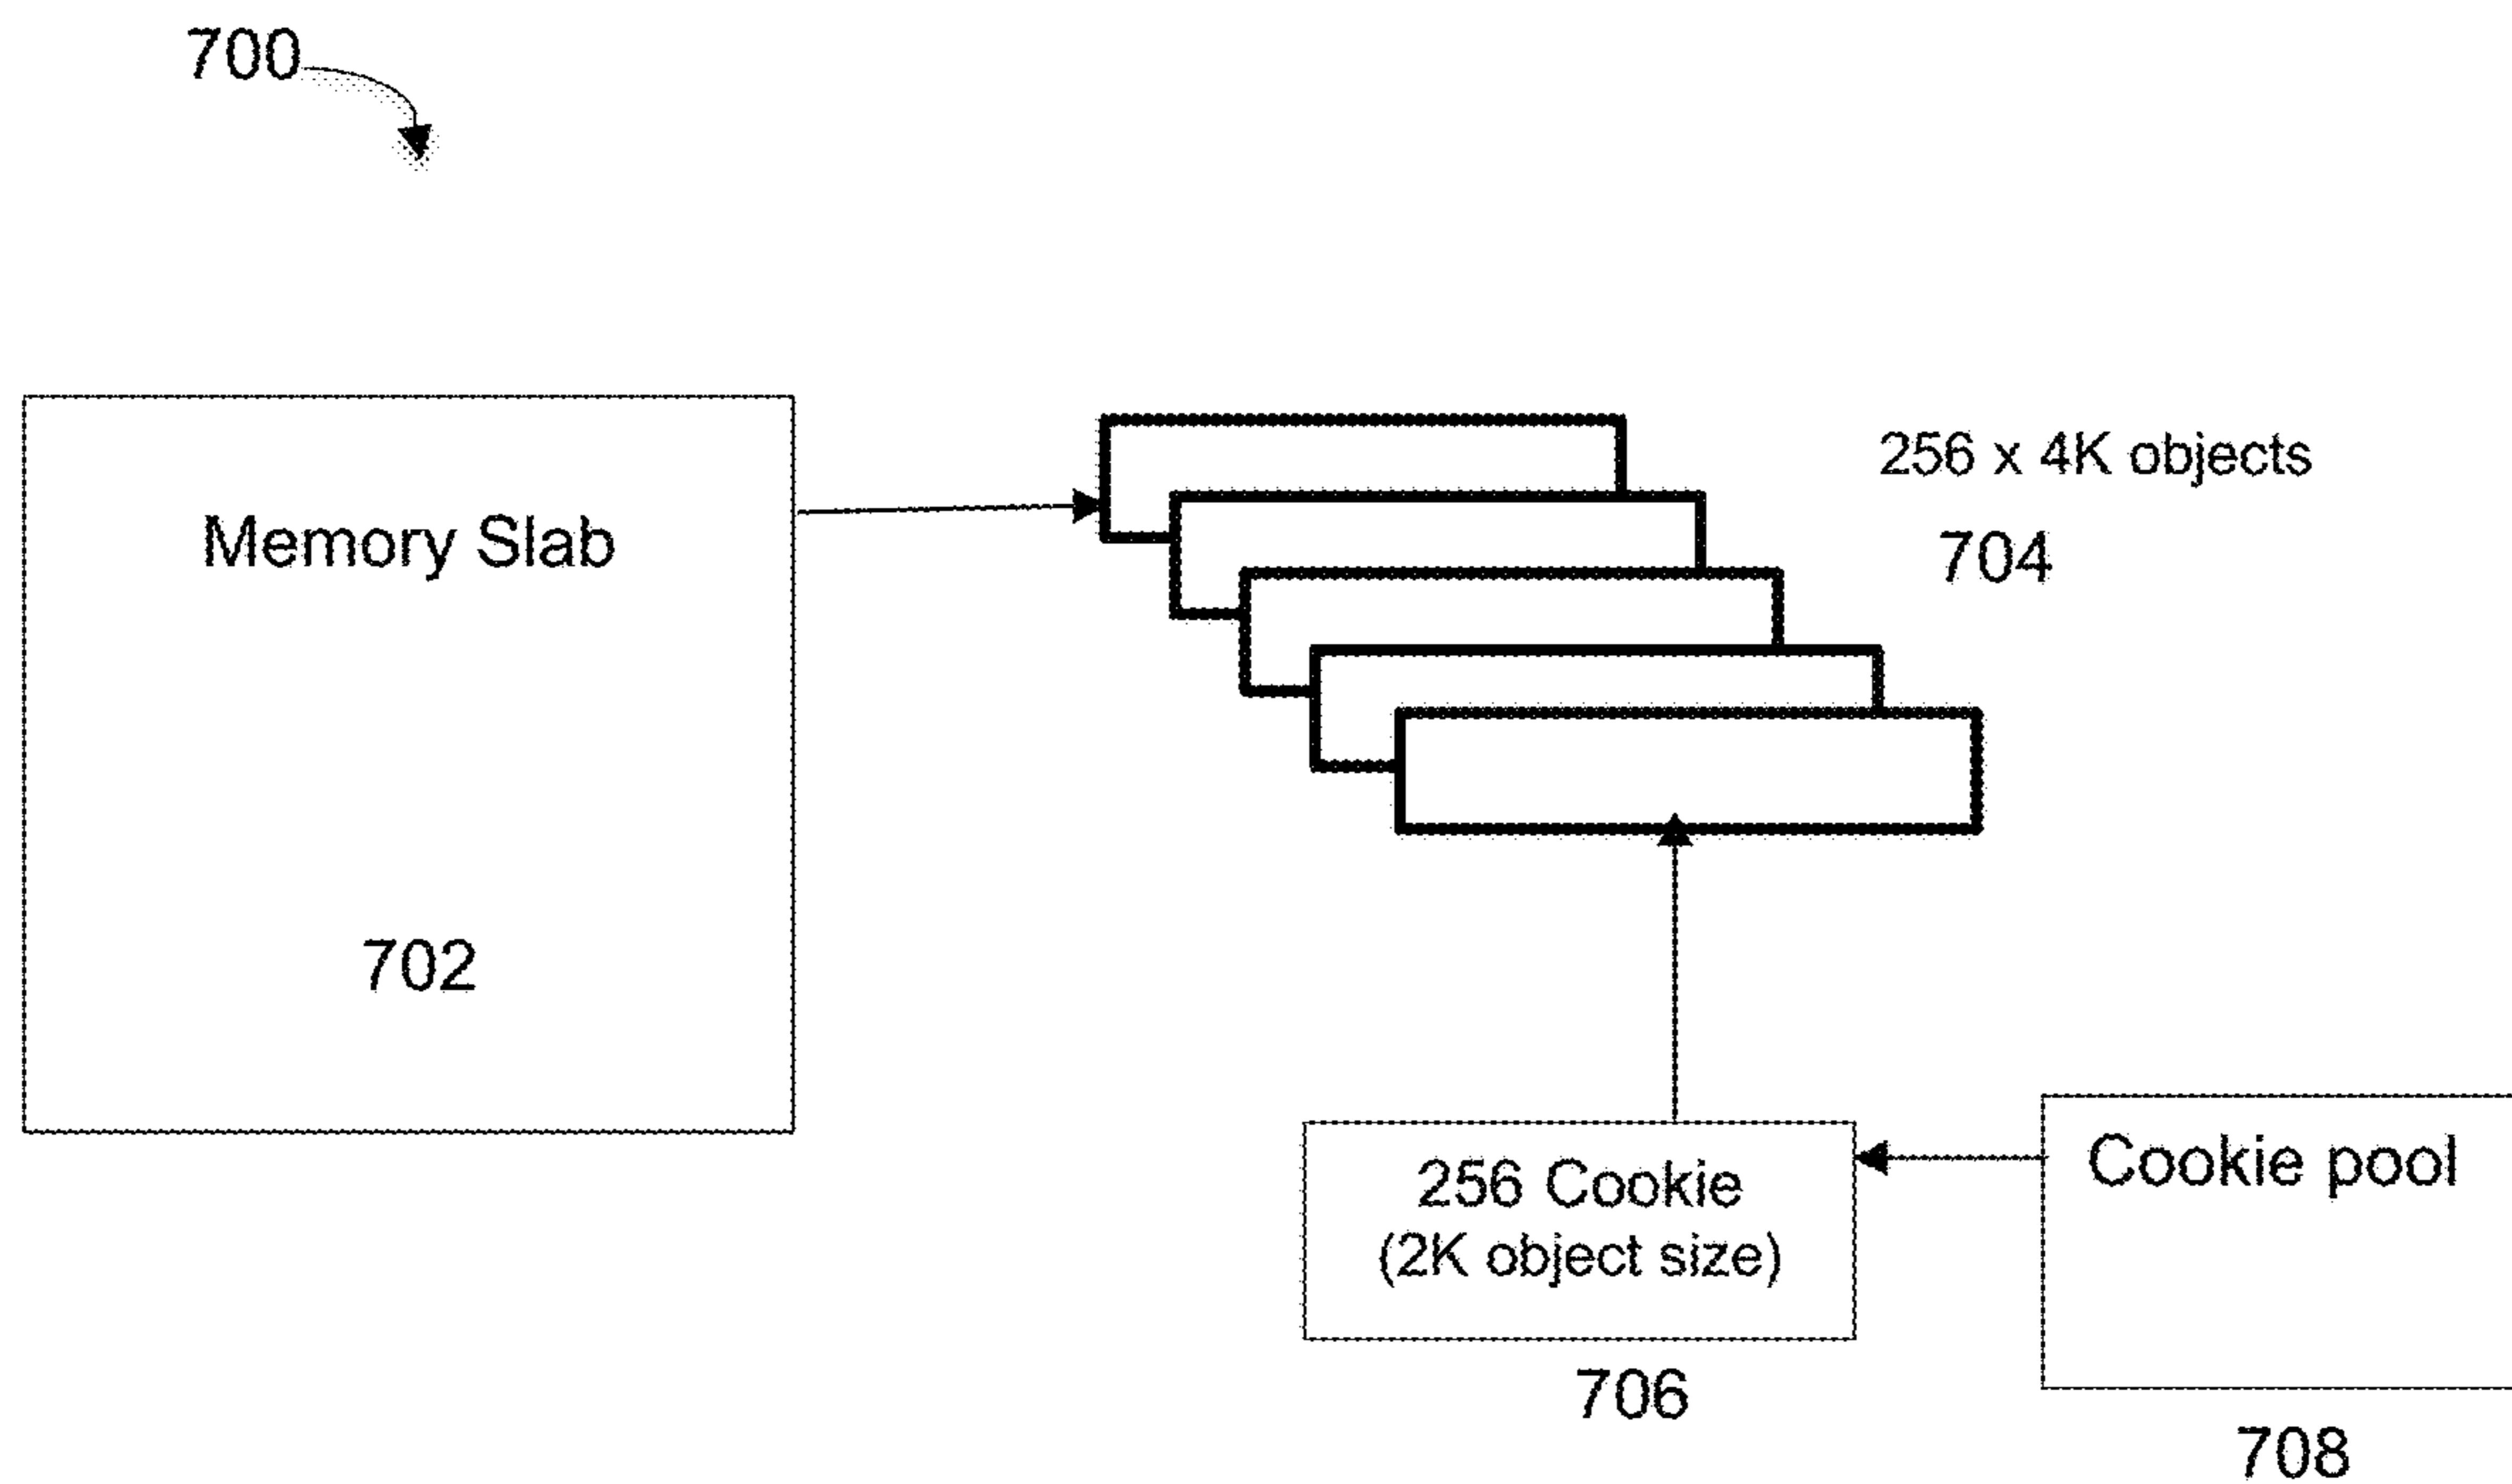 700
Memory Slab
702
256 x 4K objects
704
256 Cookie
(2K object size)
706
Cookie pool
708